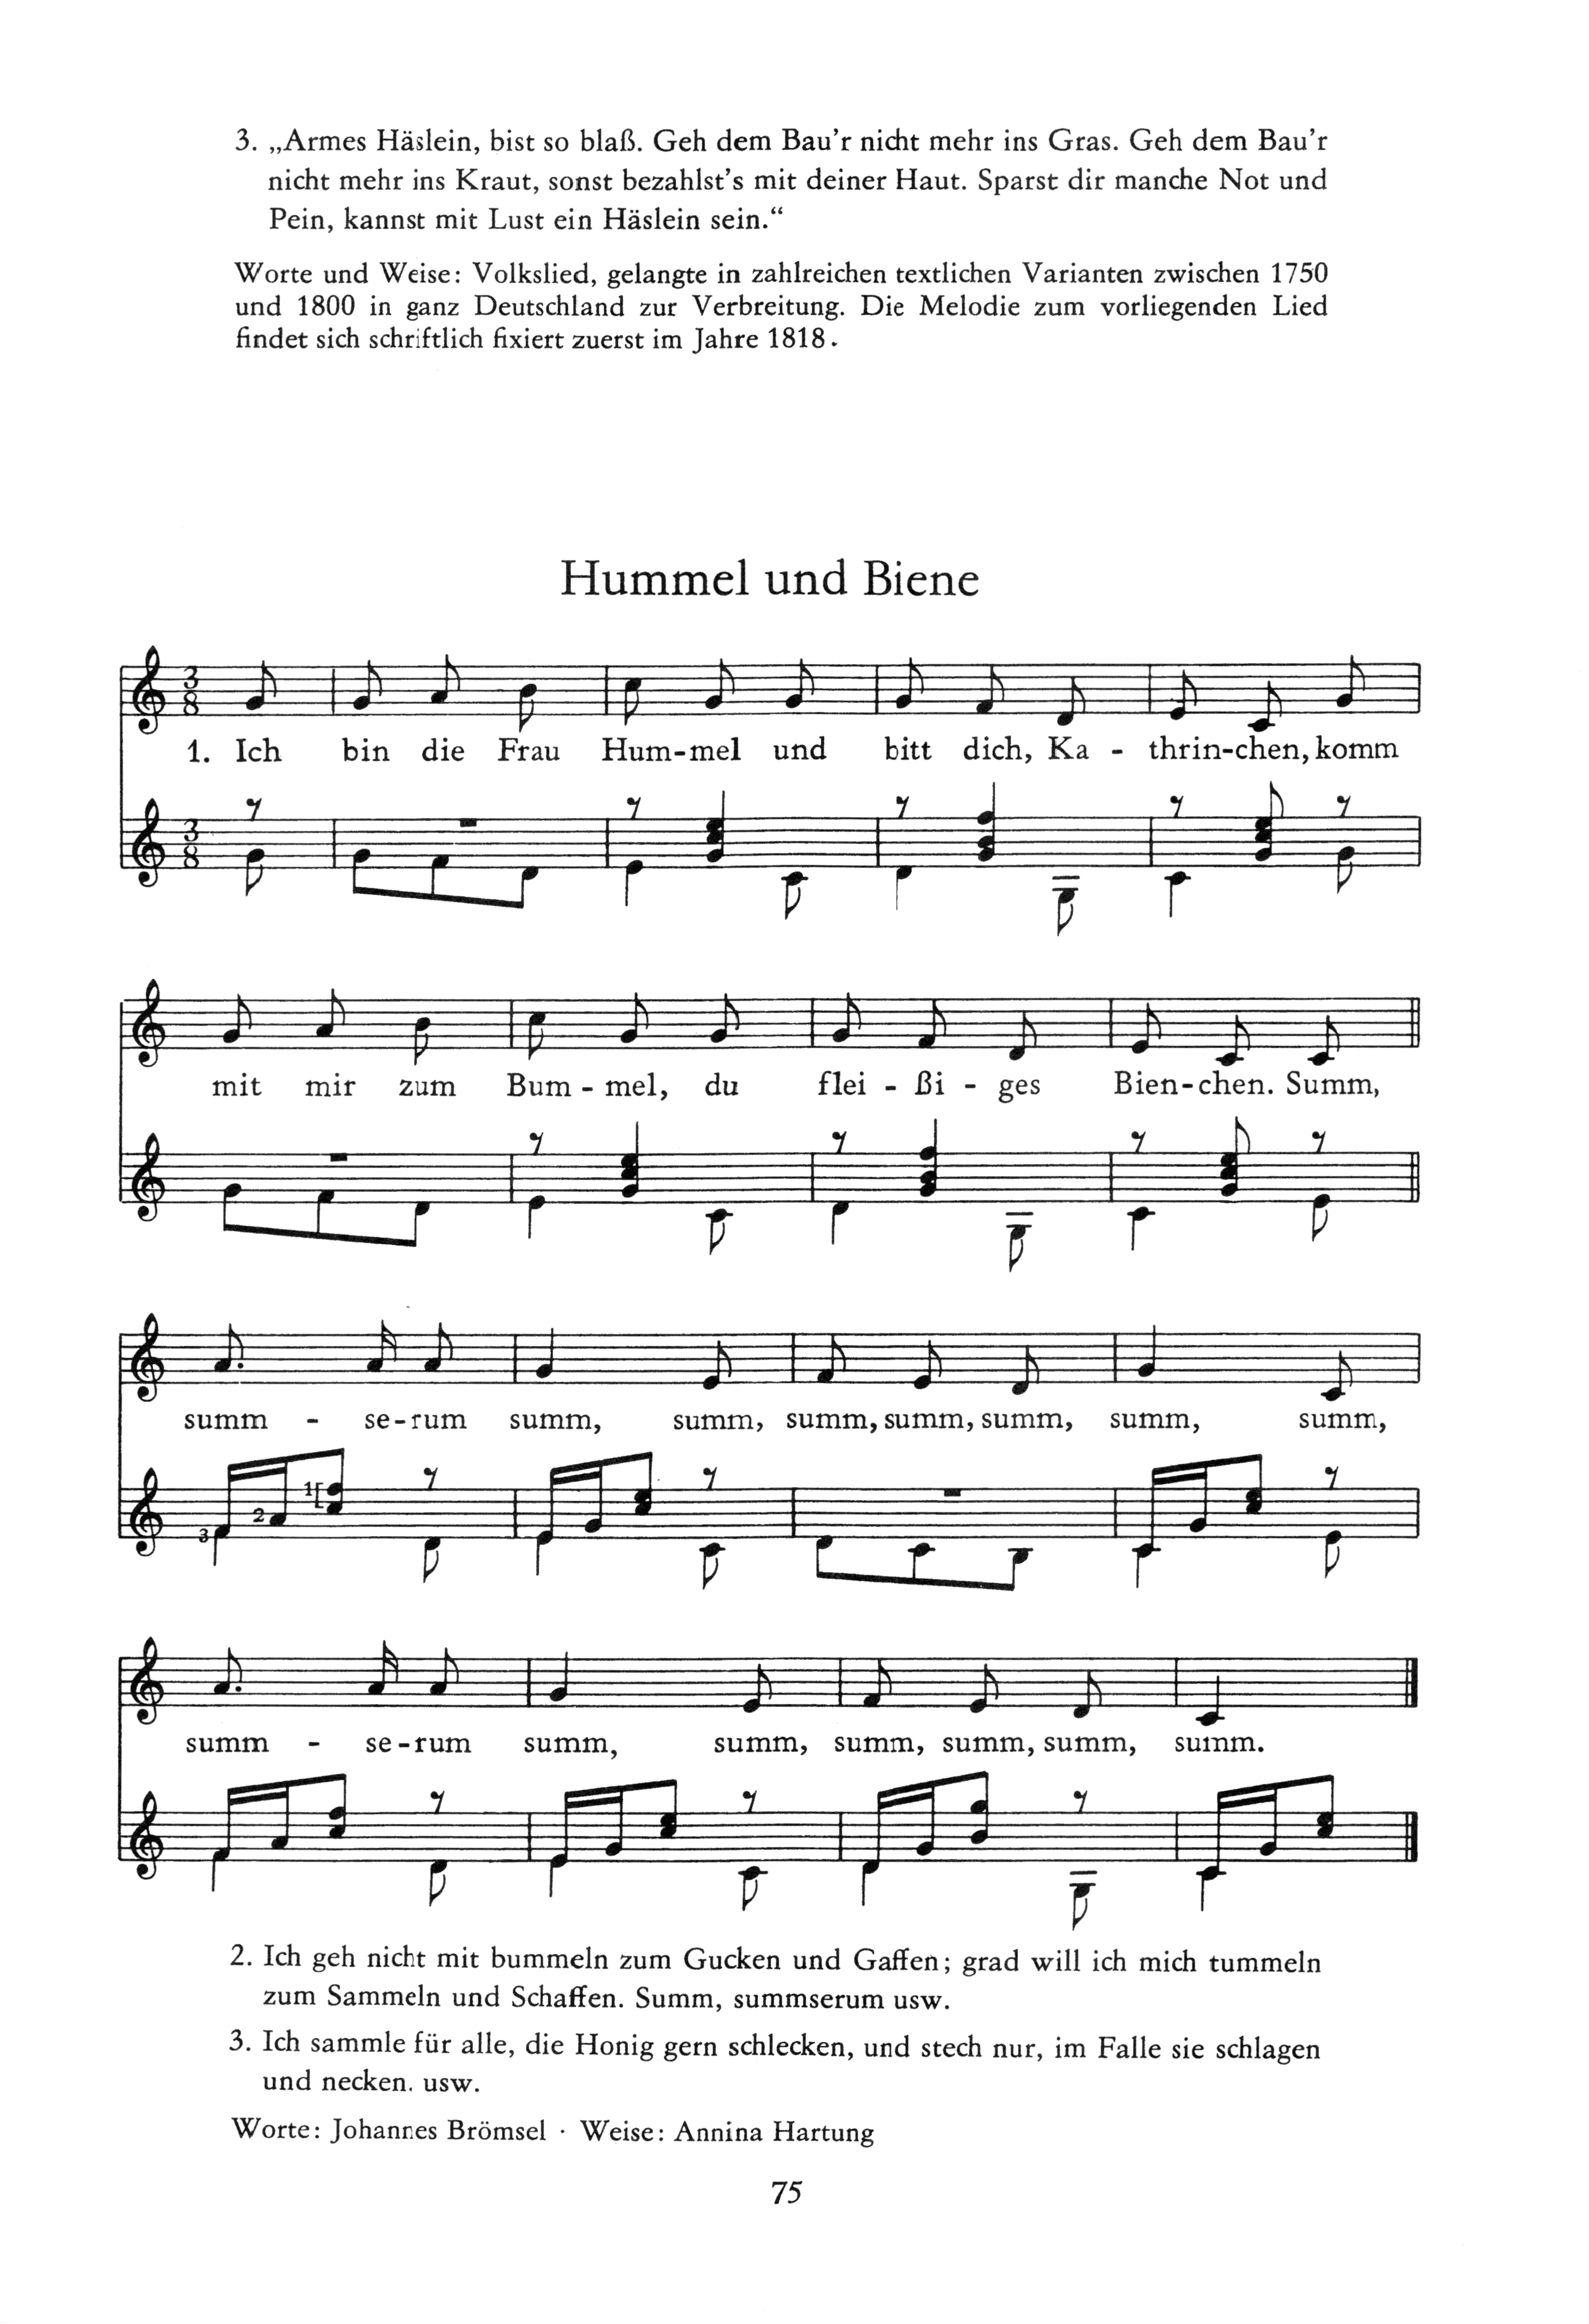 3. „Armes Häslein, bist so blaß. Geh dem Bau'r nicht mehr ins Gras. Geh dem Bau'r
nicht mehr ins Kraut, sonst bezahlst's mit deiner Haut. Sparst dir manche Not und
Pein, kannst mit Lust ein Häslein sein.“
Worte und Weise: Volkslied, gelangte in zahlreichen textlichen Varianten zwischen 1750
und 1800 in ganz Deutschland zur Verbreitung. Die Melodie zum vorliegenden Lied
findet sich schriftlich fixiert zuerst im Jahre 1818.
Hummel und Biene
3
8
1. Ich bin die Frau Hum-mel und bitt dich, Ka - thrin-chen, komm
3
8
mit mir zum Bum - mel, du flei - ßi - ges Bien-chen. Summ,
summ - se-rum summ, summ, summ, summ, summ, summ, summ,
3 2 1
summ - se-rum summ, summ, summ, summ, summ, summ.
2. Ich geh nicht mit bummeln zum Gucken und Gaffen; grad will ich mich tummeln
zum Sammeln und Schaffen. Summ, summserum usw.
3. Ich sammle für alle, die Honig gern schlecken, und stech nur, im Falle sie schlagen
und necken. usw.
Worte: Johannes Brömsel · Weise: Annina Hartung
75